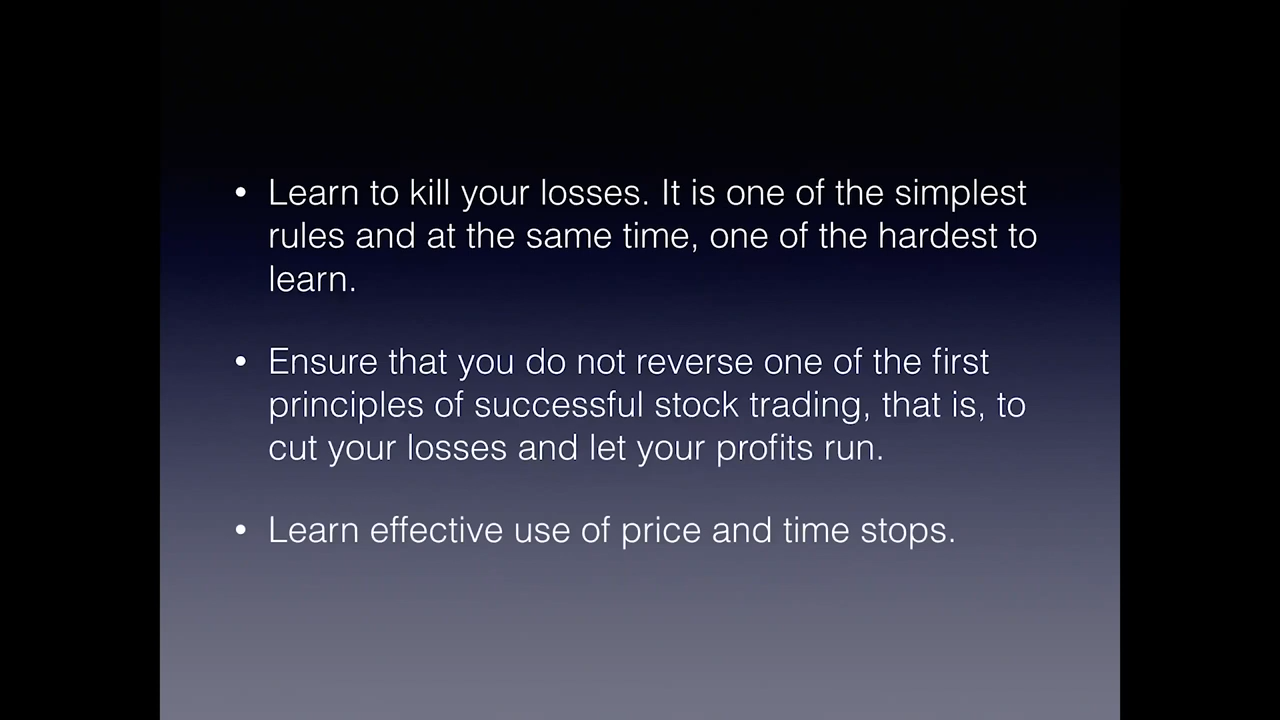 • Learn to kill your losses. It is one of the simplest
rules and at the same time, one of the hardest to
learn.
• Ensure that you do not reverse one of the first
principles of successful stock trading, that is, to
cut your losses and let your profits run.
• Learn effective use of price and time stops.